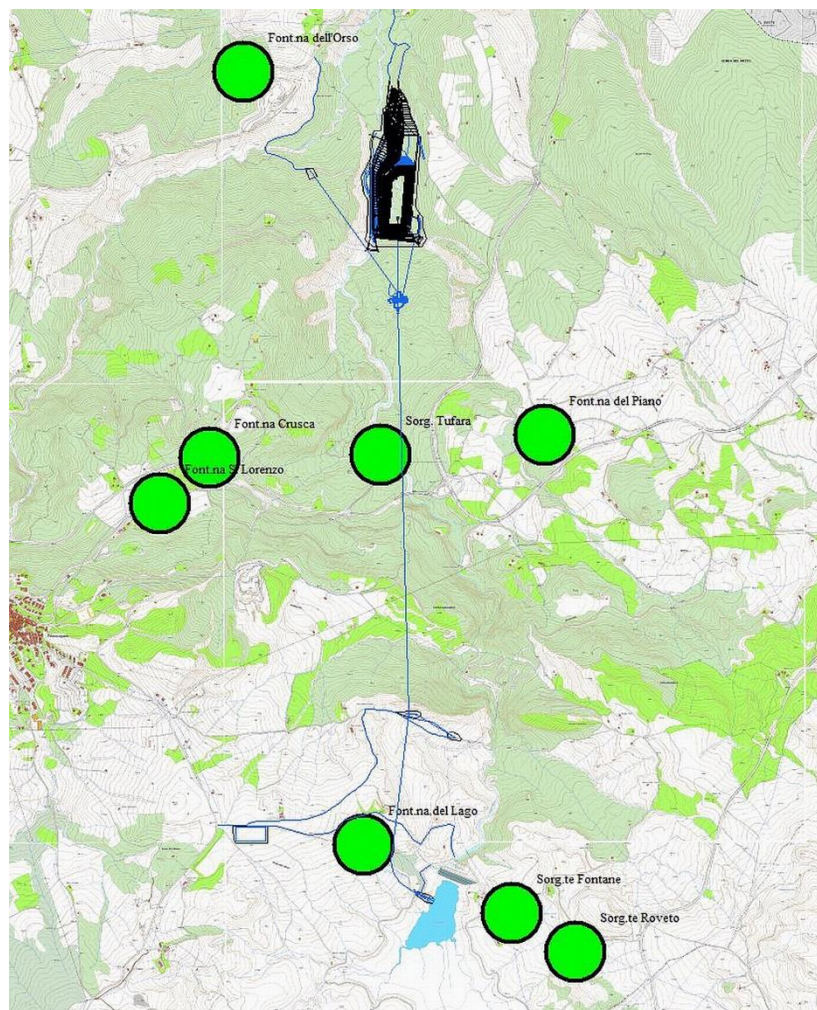 Font.na dell'Orso
Font.na del Piano
Font.na Crusca
Sorg. Tufara
Font.na S. Lorenzo
Font.na.del Lago
Sorg.te Fontane
Sorg.te Roveto